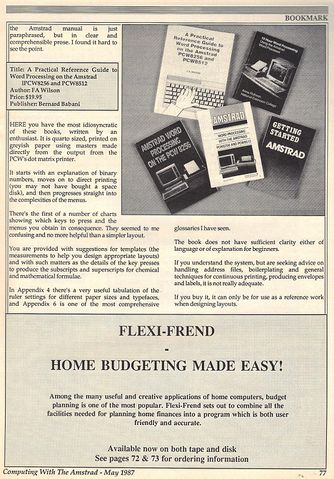 BOOKMARK
the Amstrad manual is just
paraphrased, but in clear and
comprehensible prose. I found it hard to
see the point.
Title: A Practical Reference Guide to
Word Processing on the Amstrad
PCW8256 and PCW8512
Author: FA Wilson
Price: $19.95
Publisher: Bernard Babani
HERE you have the most idiosyncratic
of these books, written by an
enthusiast. It is quarto sized, printed on
greyish paper using masters made
directly from the output from the
PCW's dot matrix printer.
It starts with an explanation of binary
numbers, moves on to direct printing
(you may not have bought a space
disk), and then progresses straight into
the complexities of the menus.
There's the first of a number of charts
showing which keys to press and the
menus you obtain in consequence. They seemed to me
confusing and no more helpful than a simpler layout.
You are provided with suggestions for templates (the
measurements to help you design appropriate layouts)
and with such matters as the details of the key presses
to produce the subscripts and superscripts for chemical
and mathematical formulae.
In Appendix 4 there's a very useful tabulation of the
ruler settings for different paper sizes and typefaces,
and Appendix 6 is one of the most comprehensive
A Practical
Reference Guide to
Word Processing
on the Amstrad
PCW8256 and
PCW8512
AMSTRAD WORD
PROCESSING
ON THE PCW 8256
AMSTRAD
WORD-PROCESSING
GETTING
STARTED
AMSTRAD
glossaries I have seen.
The book does not have sufficient clarity either of
language or of explanation for beginners.
If you understand the system, but are seeking advice on
handling address files, boilerplating and general
techniques for continuous printing, producing envelopes
and labels, it is not really adequate.
If you buy it, it can only be for use as a reference work
when designing layouts.
FLEXI-FREND
-
HOME BUDGETING MADE EASY!
Among the many useful and creative applications of home computers, budget
planning is one of the most popular. Flexi-Frend sets out to combine all the
facilities needed for planning home finances into a program which is both user
friendly and accurate.
Available now on both tape and disk
See pages 72 & 73 for ordering information
Computing With The Amstrad - May 1987
77